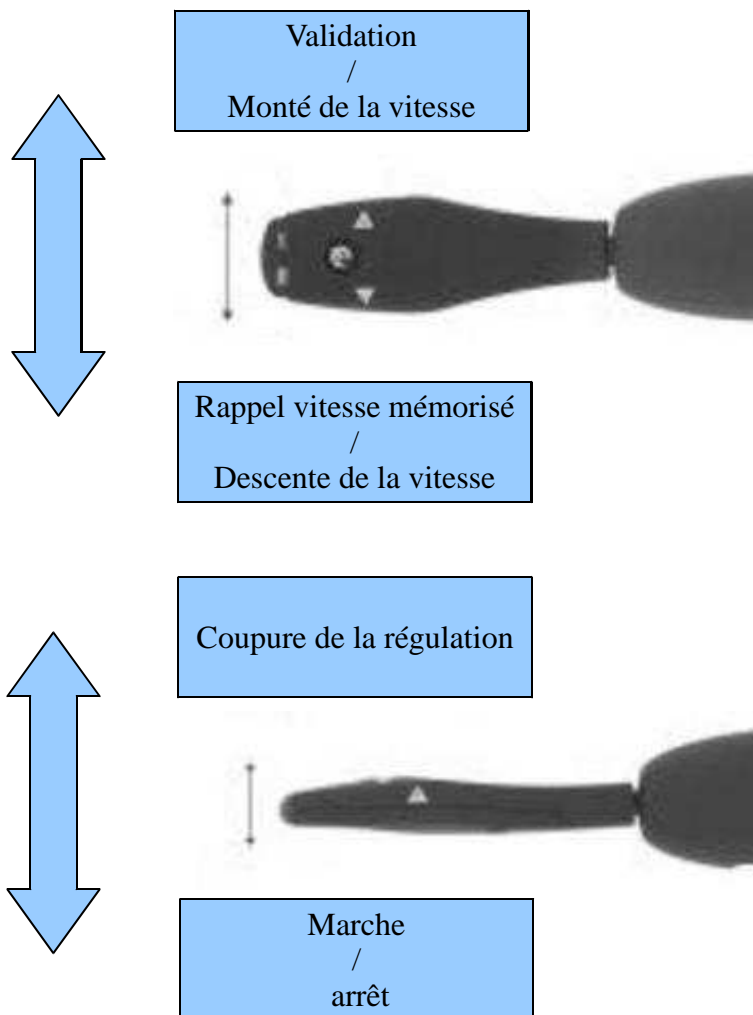 Validation
/
Monté de la vitesse
Rappel vitesse mémorisé
/
Descente de la vitesse
Coupure de la régulation
Marche
/
arrêt